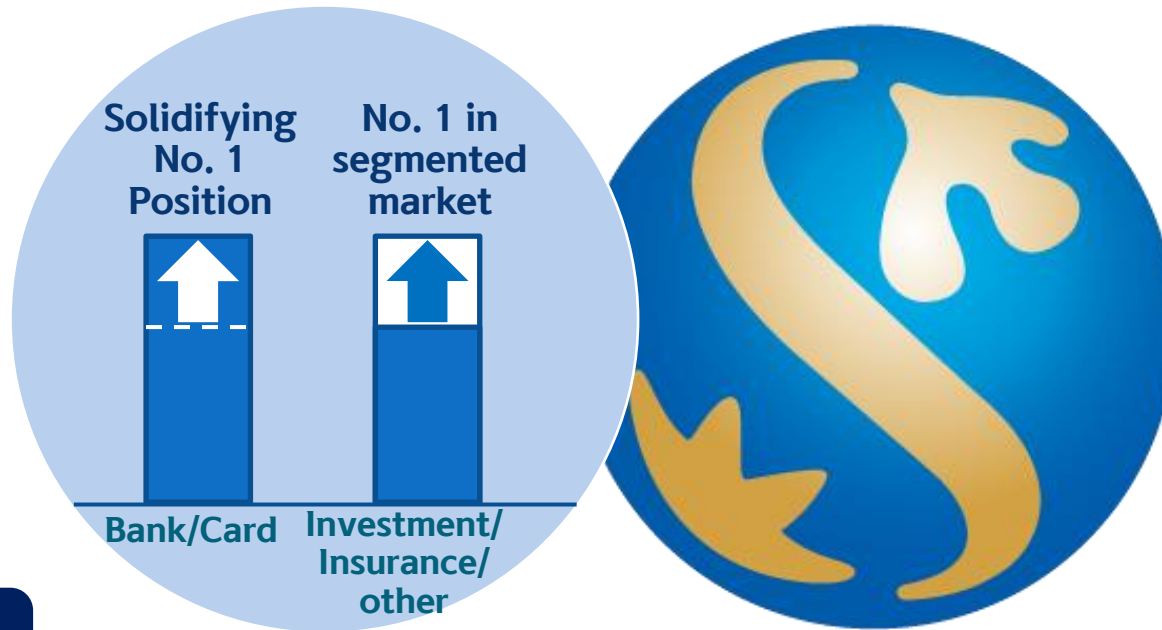 Solidifying
No. 1
Position
No. 1 in
segmented
market
Bank/Card
Investment/
Insurance/
other